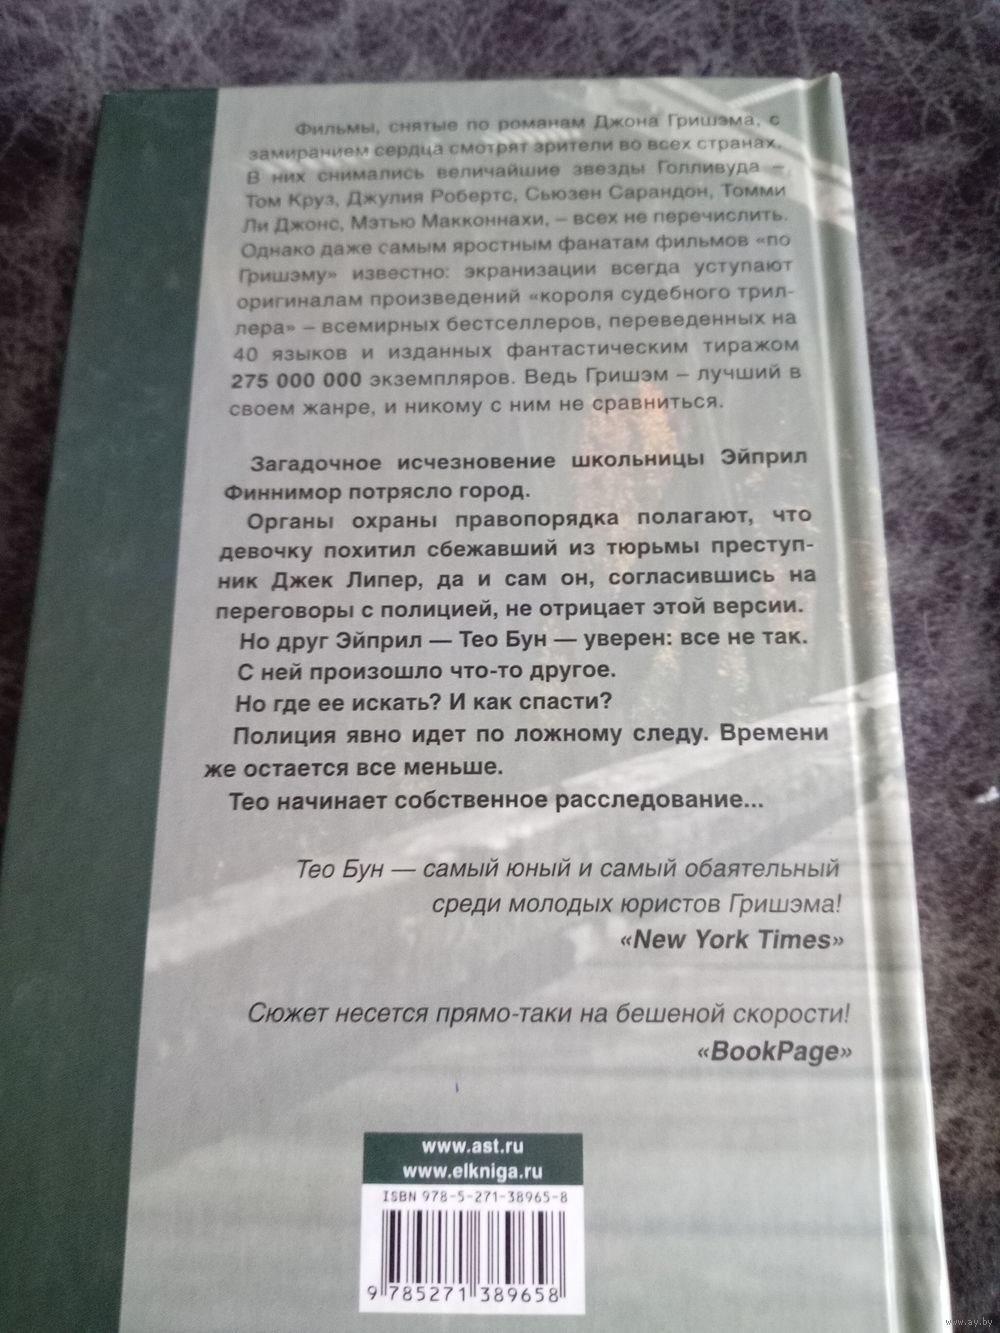 Фильмы, снятые по романам Джона Гришэма, с
замиранием сердца смотрят зрители во всех странах.
В них снимались величайшие звезды Голливуда –
Том Круз, Джулия Робертс, Сьюзен Сарандон, Томми
Ли Джонс, Мэтью Макконнахи, – всех не перечислить.
Однако даже самым яростным фанатам фильмов «по
Гришэму» известно: экранизации всегда уступают
оригиналам произведений «короля судебного трил-
лера» – всемирных бестселлеров, переведенных на
40 языков и изданных фантастическим тиражом
275 000 000 экземпляров. Ведь Гришэм – лучший в
своем жанре, и никому с ним не сравниться.
Загадочное исчезновение школьницы Эйприл
Финнимор потрясло город.
Органы охраны правопорядка полагают, что
девочку похитил сбежавший из тюрьмы преступ-
ник Джек Липер, да и сам он, согласившись на
переговоры с полицией, не отрицает этой версии.
Но друг Эйприл — Тео Бун — уверен: все не так.
С ней произошло что-то другое.
Но где ее искать? И как спасти?
Полиция явно идет по ложному следу. Времени
же остается все меньше.
Тео начинает собственное расследование...
Тео Бун — самый юный и самый обаятельный
среди молодых юристов Гришэма!
«New York Times»
Сюжет несется прямо-таки на бешеной скорости!
«BookPage»
www.ast.ru
www.elkniga.ru
ISBN 978-5-271-38965-8
9 785271 389658
www.ay.by